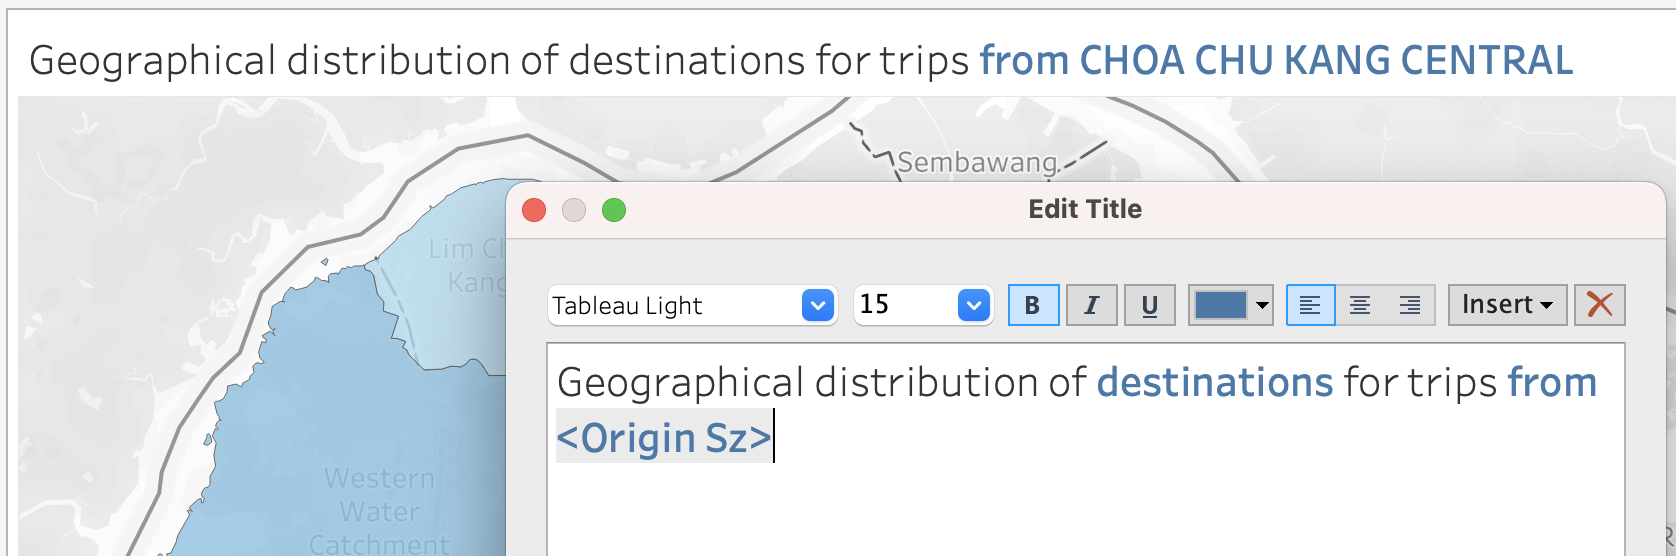 Geographical distribution of destinations for trips from CHOA CHU KANG CENTRAL
Sembawang
Edit Title
Lim Ch
Kang
Tableau Light
15
B
I
U
Insert
Geographical distribution of destinations for trips from
<Origin Sz>
Western
Water
Catchment